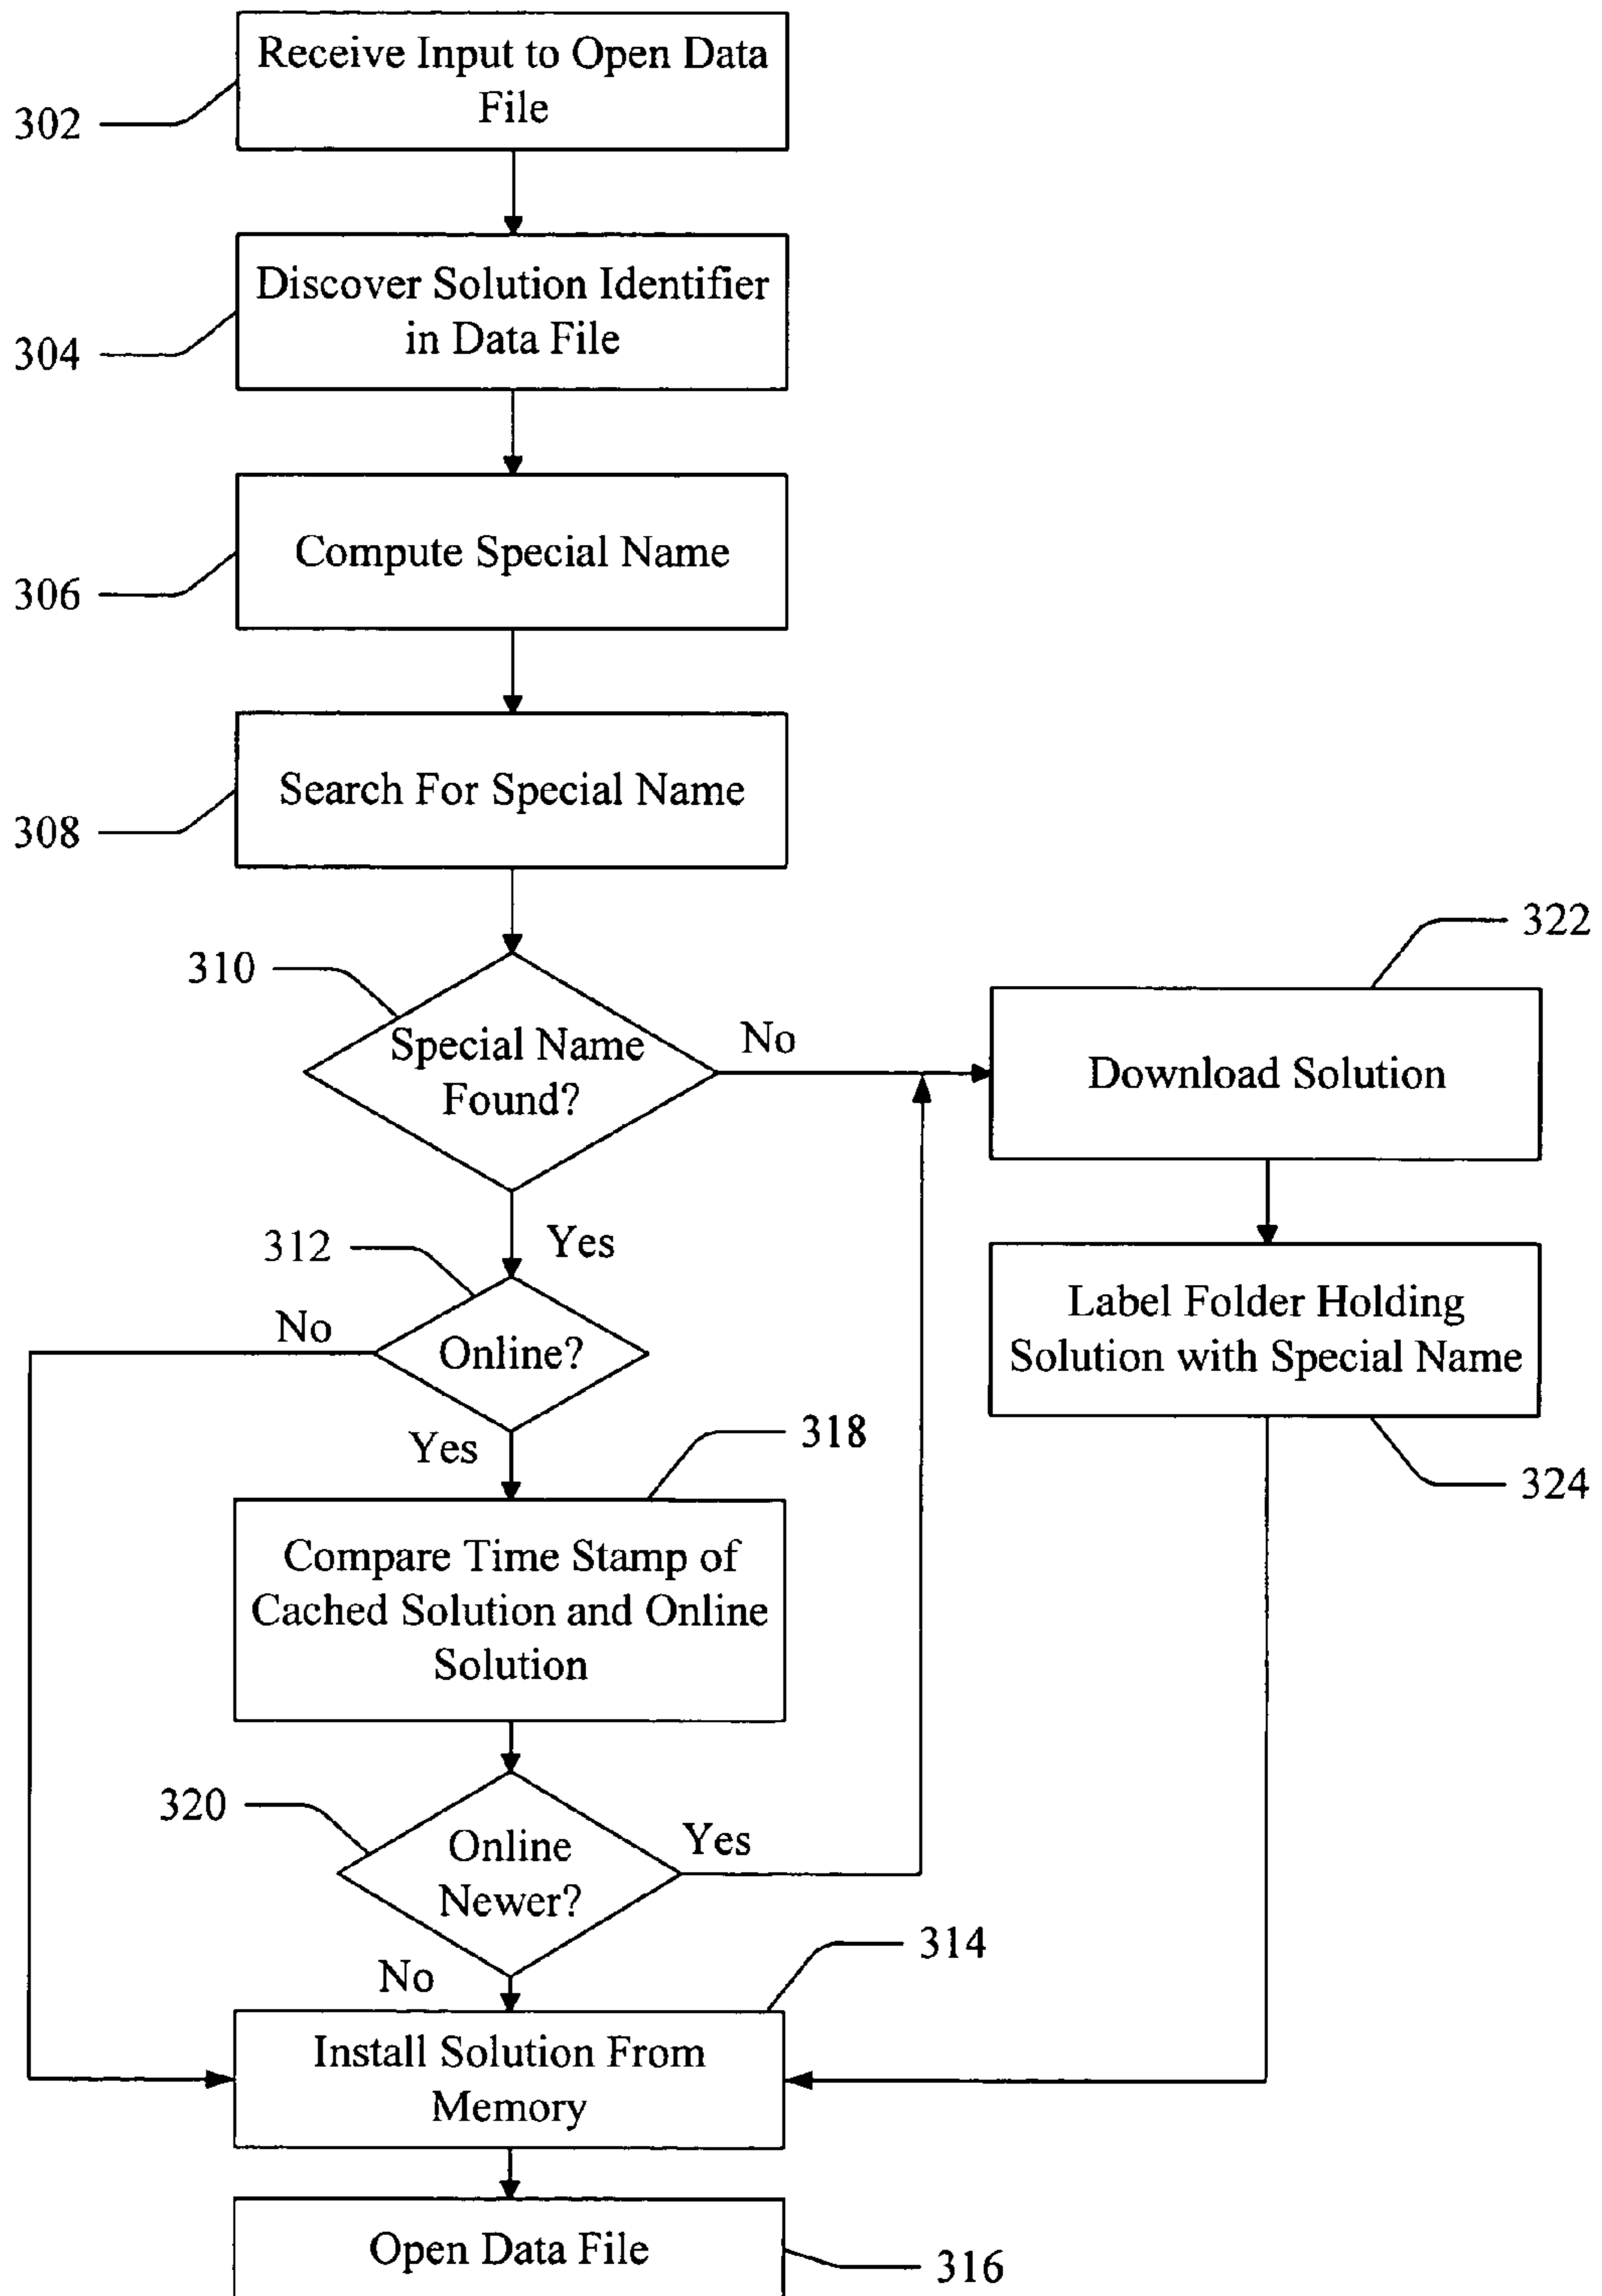 Receive Input to Open Data
File
302
Discover Solution Identifier
in Data File
304
Compute Special Name
306
Search For Special Name
308
322
310
Special Name
Found?
No
Download Solution
Yes
312
Label Folder Holding
Solution with Special Name
No
Online?
Yes
318
324
Compare Time Stamp of
Cached Solution and Online
Solution
320
Online
Newer?
Yes
314
No
Install Solution From
Memory
Open Data File
316